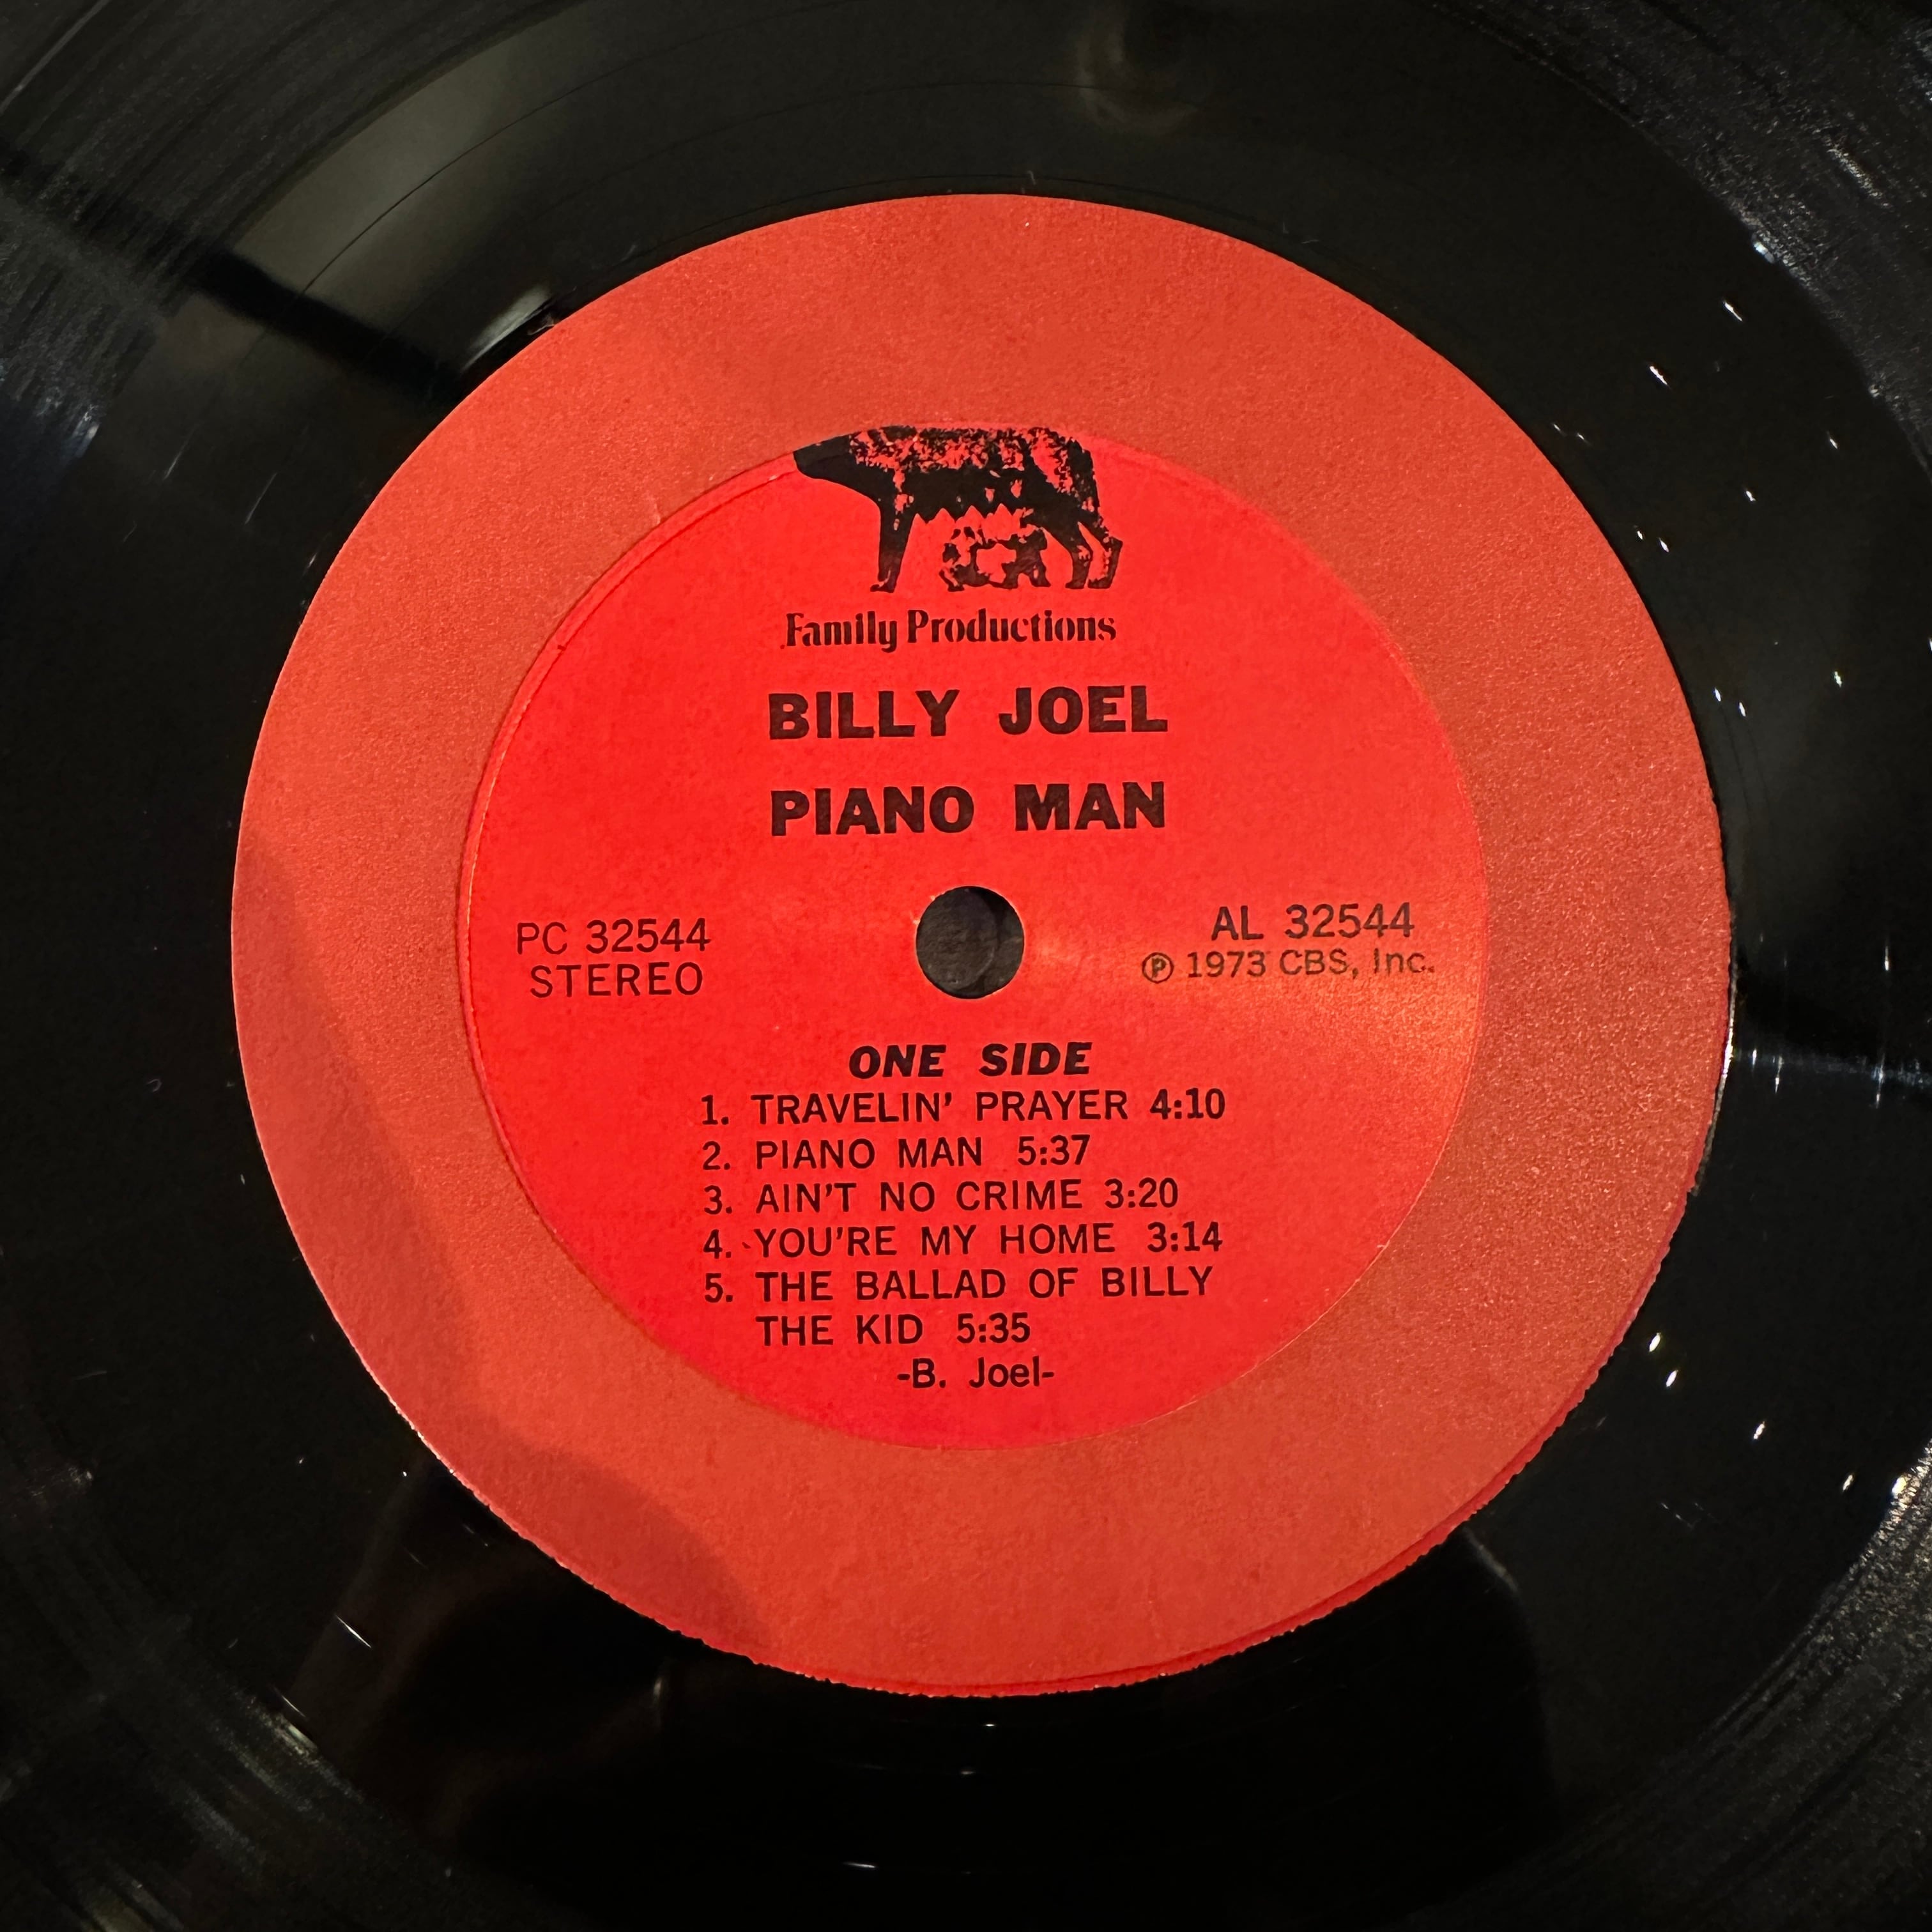 Family Productions
BILLY JOEL
PIANO MAN
PC 32544
STEREO
AL 32544
℗ 1973 CBS, Inc.
ONE SIDE
1. TRAVELIN' PRAYER 4:10
2. PIANO MAN 5:37
3. AIN'T NO CRIME 3:20
4. YOU'RE MY HOME 3:14
5. THE BALLAD OF BILLY
THE KID 5:35
-B. Joel-